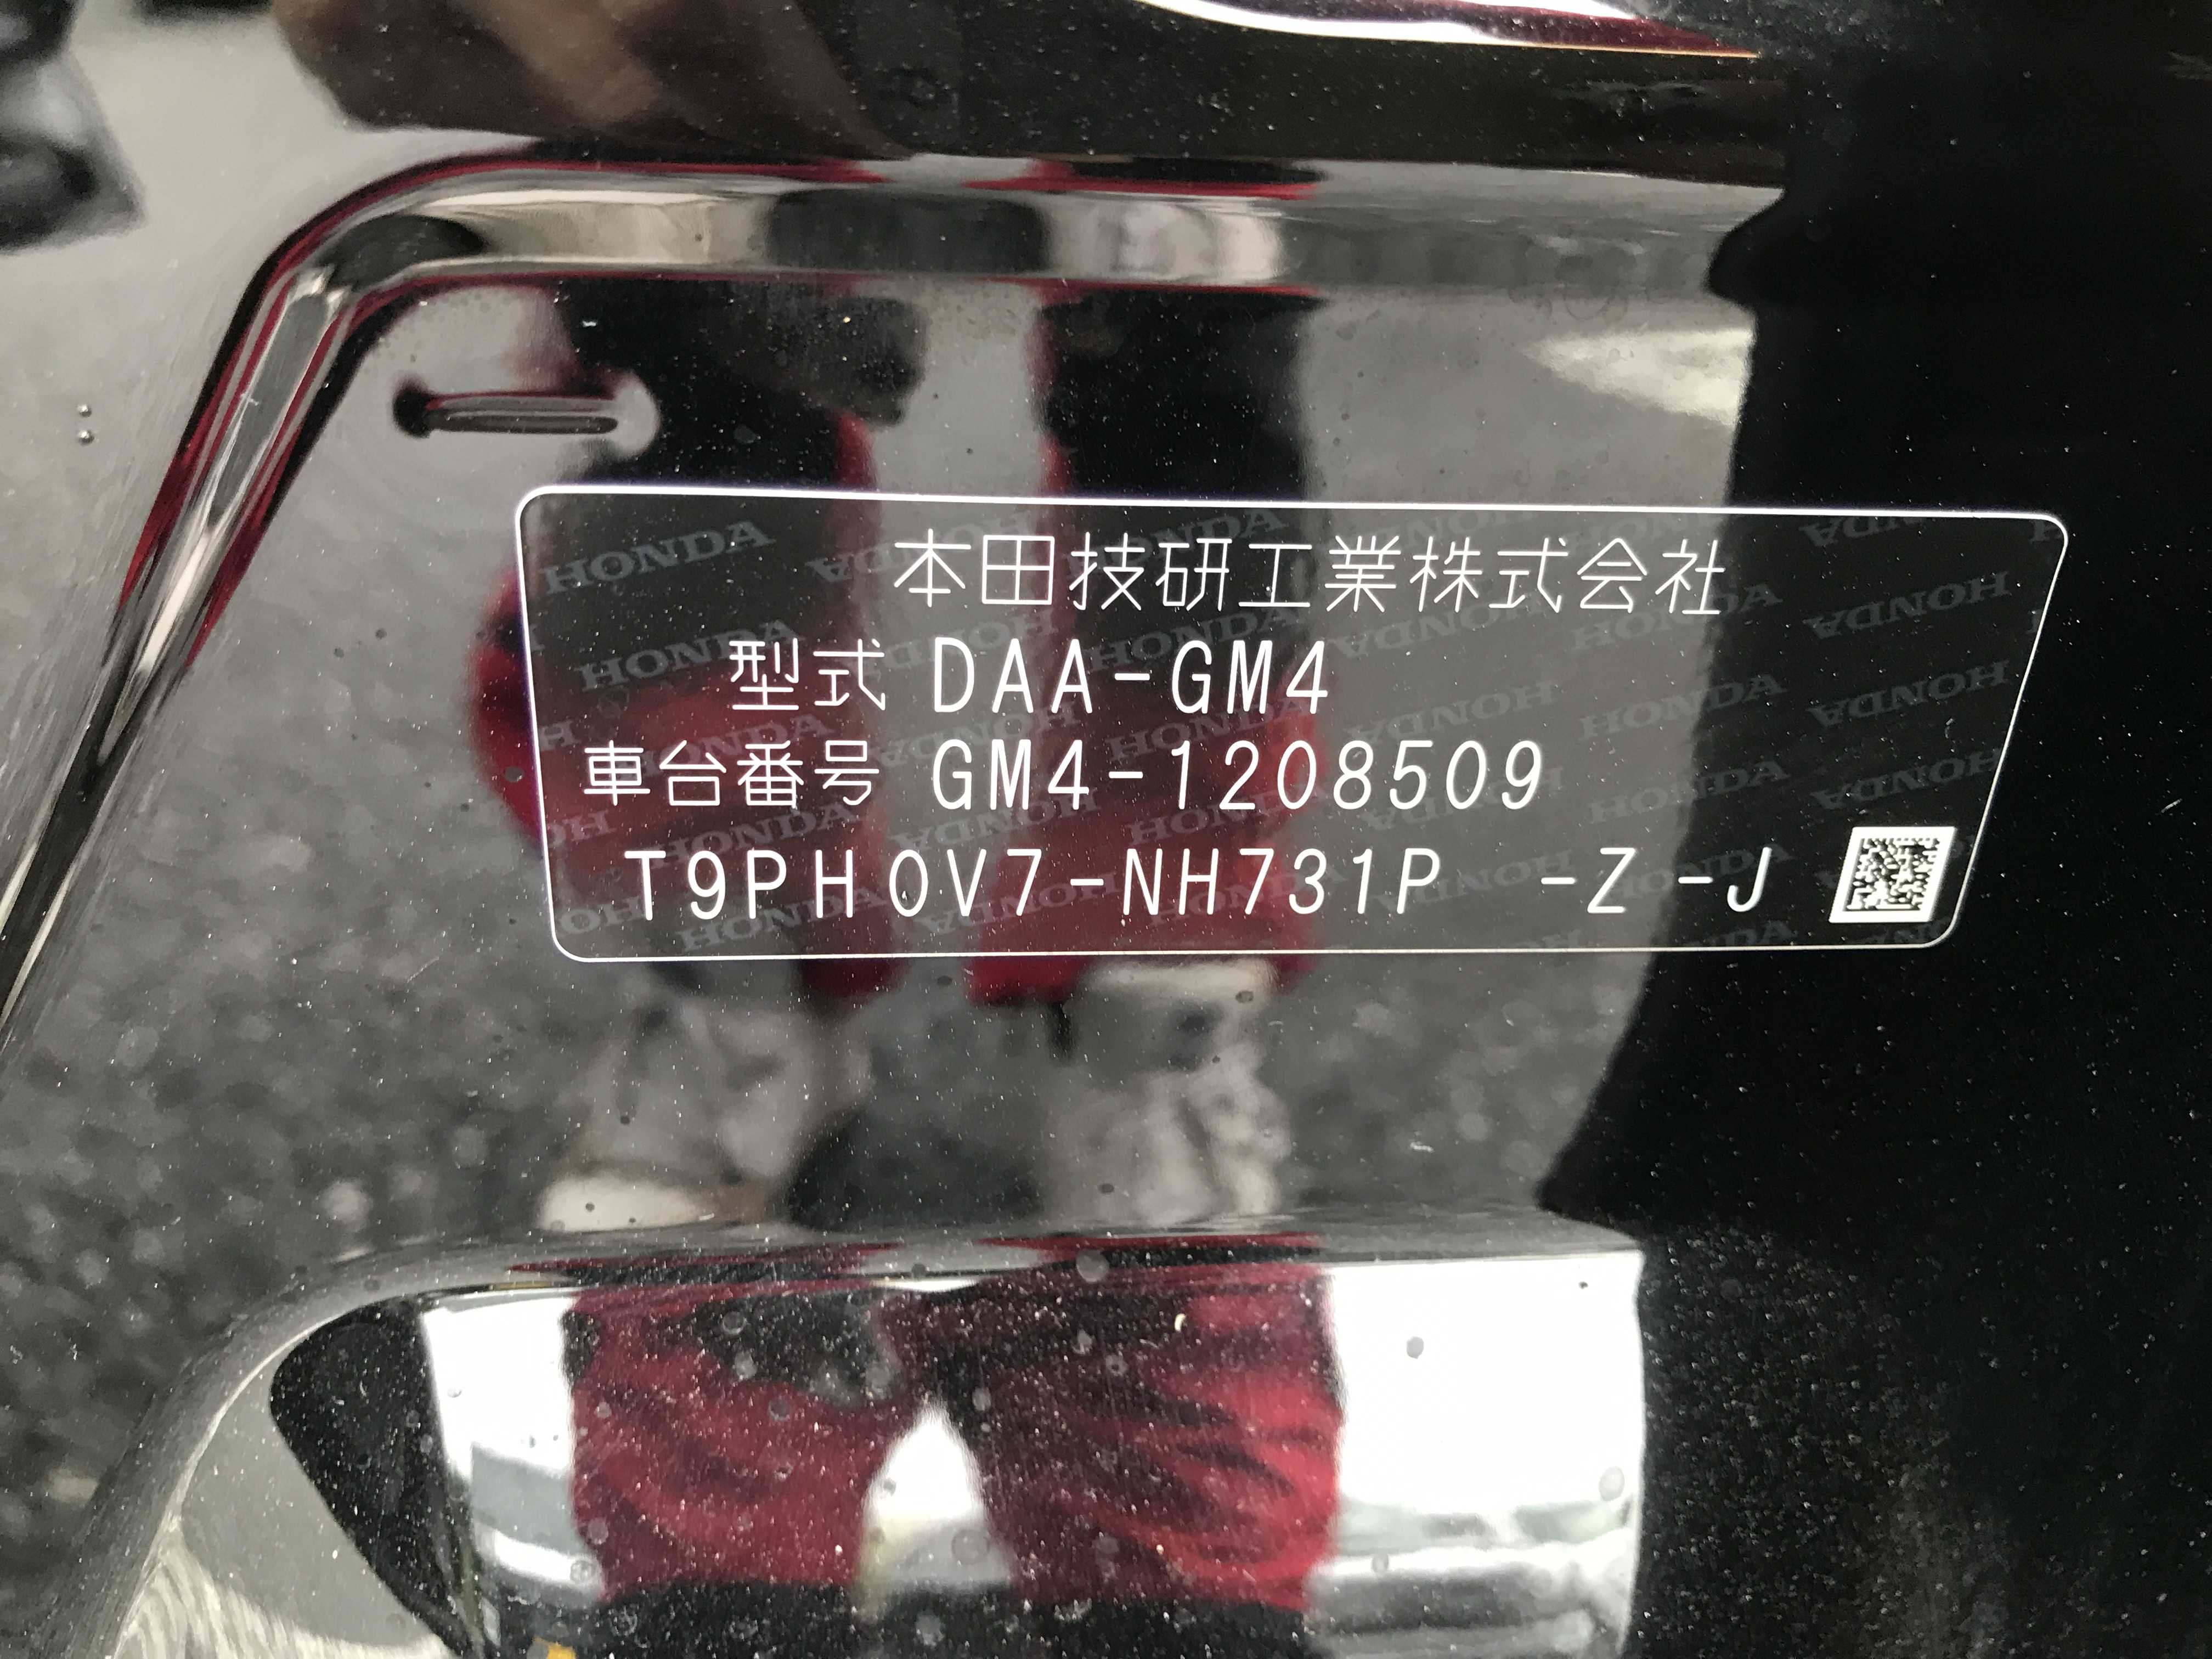 本田技研工業株式会社
型式 DAA-GM4
車台番号 GM4-1208509
T9PH0V7-NH731P -Z-J
HONDA